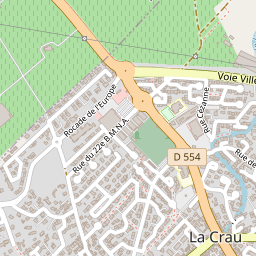 Voie Ville
Rocade de l'Europe
Rue Cézanne
Rue du 22e B.M.N.A.
D 554
Rue de
La Crau